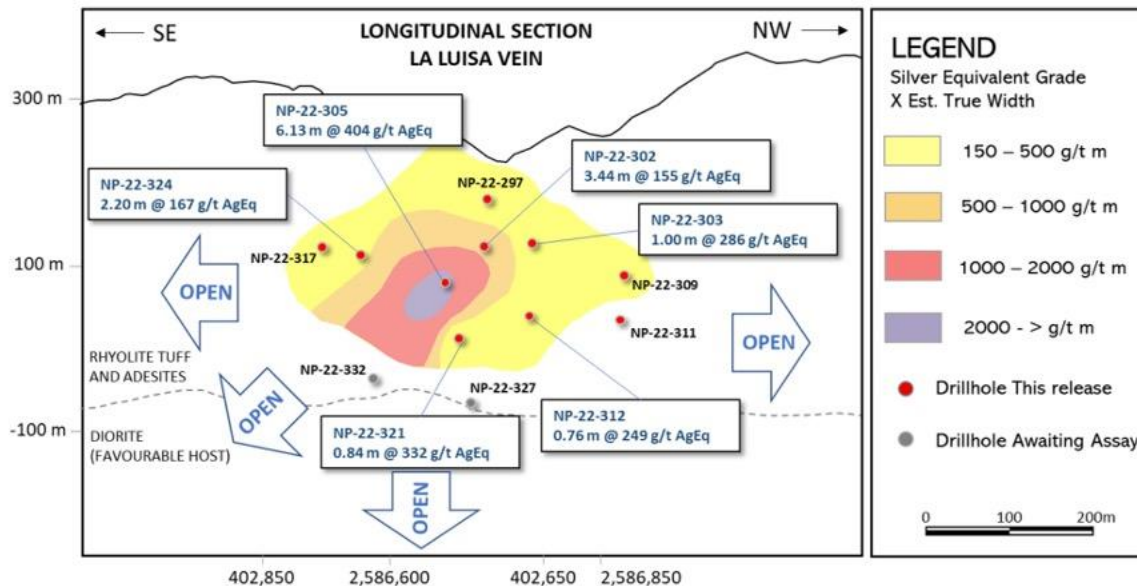 SE
LONGITUDINAL SECTION
LA LUISA VEIN
NW
300 m
100 m
-100 m
NP-22-305
6.13 m @ 404 g/t AgEq
NP-22-302
3.44 m @ 155 g/t AgEq
NP-22-324
2.20 m @ 167 g/t AgEq
NP-22-303
1.00 m @ 286 g/t AgEq
NP-22-297
NP-22-317
NP-22-309
NP-22-311
OPEN
OPEN
RHYOLITE TUFF
AND ADESITES
NP-22-332
NP-22-327
OPEN
DIORITE
(FAVOURABLE HOST)
NP-22-321
0.84 m @ 332 g/t AgEq
NP-22-312
0.76 m @ 249 g/t AgEq
OPEN
402,850
2,586,600
402,650
2,586,850
LEGEND
Silver Equivalent Grade
X Est. True Width
150 – 500 g/t m
500 – 1000 g/t m
1000 – 2000 g/t m
2000 - > g/t m
Drillhole This release
Drillhole Awaiting Assay
0 100 200m